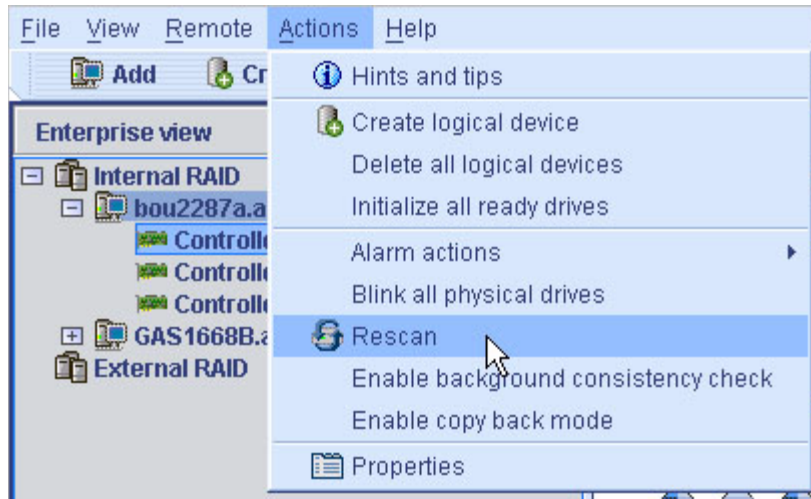 File View Remote Actions Help
Add
Hints and tips
Enterprise view
Create logical device
Internal RAID
Delete all logical devices
Initialize all ready drives
Alarm actions
Blink all physical drives
Rescan
External RAID
Enable background consistency check
Enable copy back mode
Properties